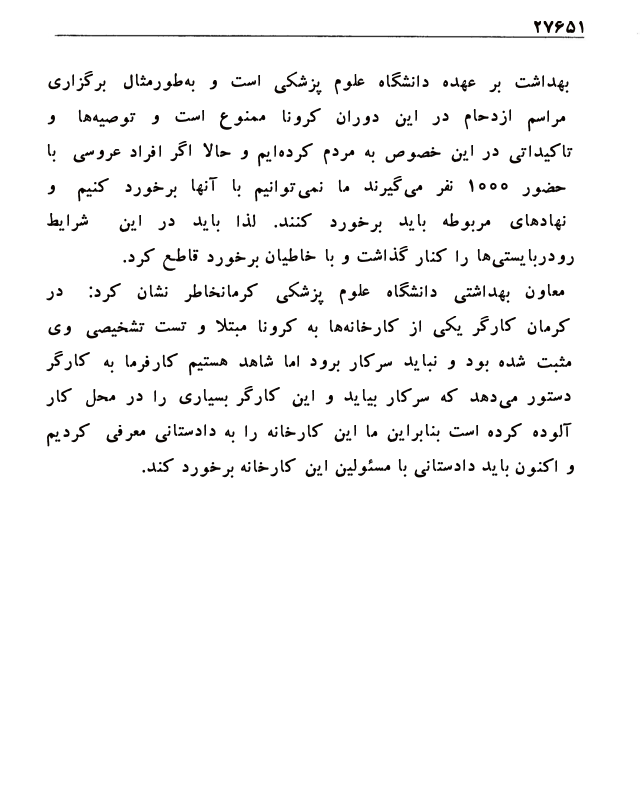 ۲۷۶۵۱
بهداشت بر عهده دانشگاه علوم پزشکی است و به‌طورمثال برگزاری
مراسم ازدحام در این دوران کرونا ممنوع است و توصیه‌ها و
تاکیداتی در این خصوص به مردم کرده‌ایم و حالا اگر افراد عروسی با
حضور ۱۰۰۰ نفر می‌گیرند ما نمی‌توانیم با آنها برخورد کنیم و
نهادهای مربوطه باید برخورد کنند. لذا باید در این شرایط
رودربایستی‌ها را کنار گذاشت و با خاطیان برخورد قاطع کرد.
معاون بهداشتی دانشگاه علوم پزشکی کرمانخاطر نشان کرد: در
کرمان کارگر یکی از کارخانه‌ها به کرونا مبتلا و تست تشخیصی وی
مثبت شده بود و نباید سرکار برود اما شاهد هستیم کارفرما به کارگر
دستور می‌دهد که سرکار بیاید و این کارگر بسیاری را در محل کار
آلوده کرده است بنابراین ما این کارخانه را به دادستانی معرفی کردیم
و اکنون باید دادستانی با مسئولین این کارخانه برخورد کند.